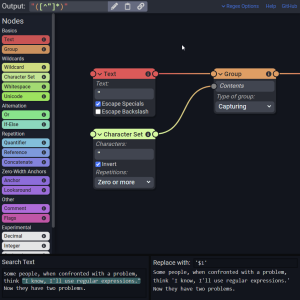 Output: "([^"]*)"
Regex Options Help GitHub
Nodes
Basics
Text
Group
Wildcards
Wildcard
Character Set
Whitespace
Unicode
Alternation
Or
If-Else
Repetition
Quantifier
Reference
Concatenate
Zero Width Anchors
Anchor
Lookaround
Other
Comment
Flags
Experimental
Decimal
Integer
Text
Text:
"
Escape Specials
Escape Backslash
Character Set
Characters:
"
Invert
Repetitions:
Zero or more
Group
Contents
Type of group:
Capturing
Search Text
Some people, when confronted with a problem,
think "I know, I'll use regular expressions."
Now they have two problems.
Replace with: '$1'
Some people, when confronted with a problem,
think 'I know, I'll use regular expressions.'
Now they have two problems.